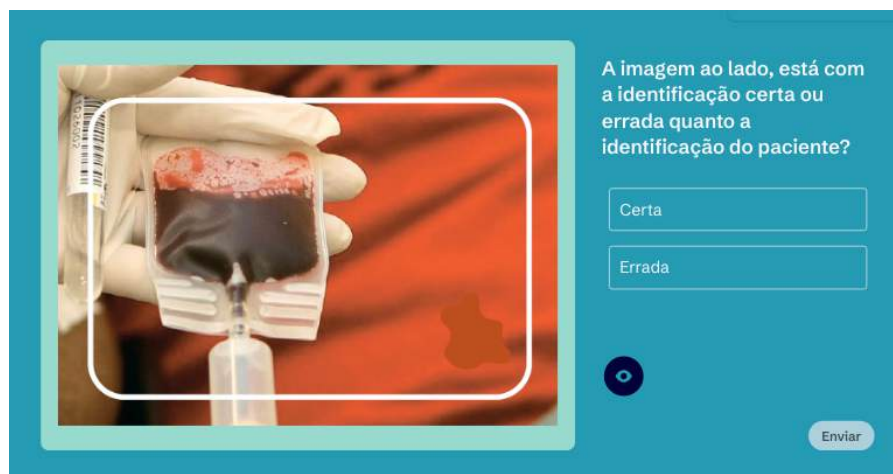 A imagem ao lado, está com
a identificação certa ou
errada quanto a
identificação do paciente?
Certa
Errada
Enviar